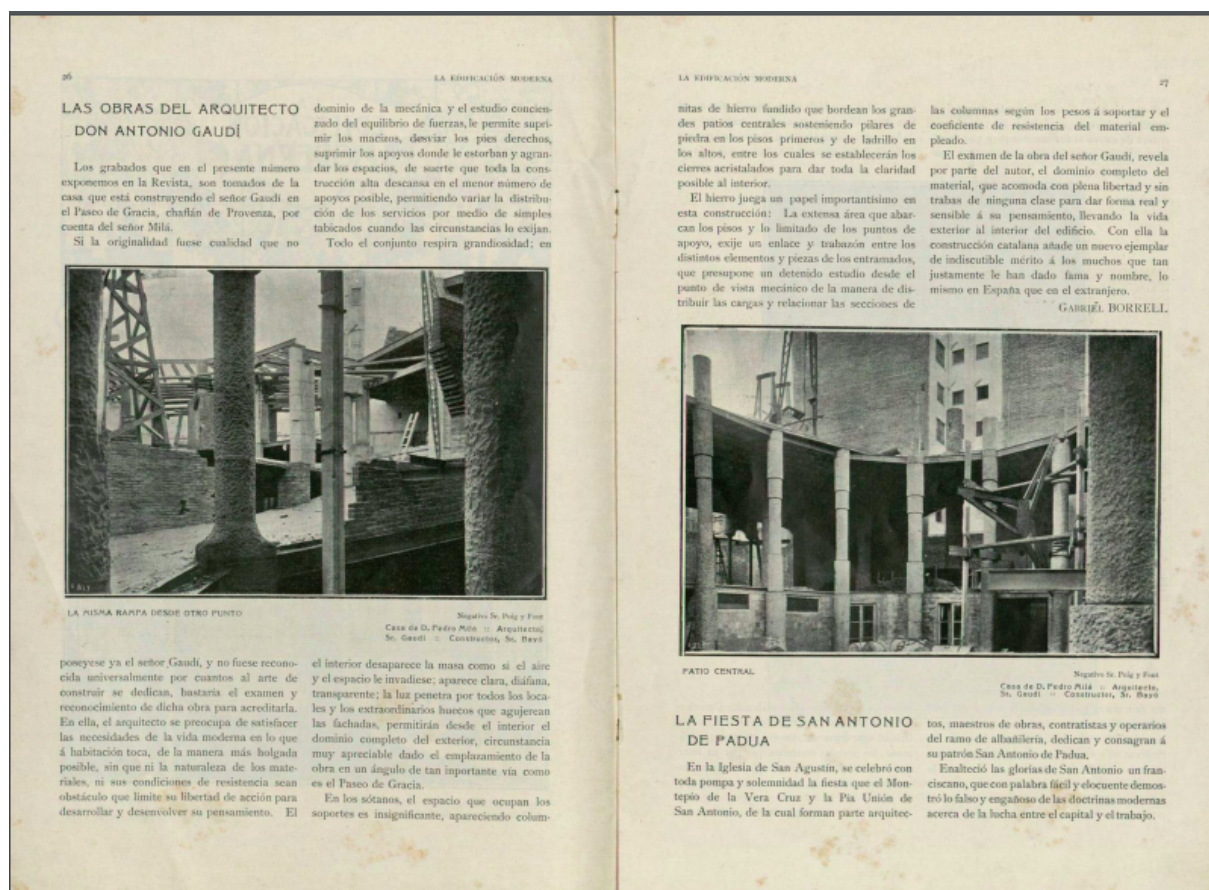 26
LA EDIFICACIÓN MODERNA
LAS OBRAS DEL ARQUITECTO
DON ANTONIO GAUDÍ
Los grabados que en el presente número
exponemos en la Revista, son tomados de la
casa que está construyendo el señor Gaudí en
el Paseo de Gracia, chaflán de Provenza, por
cuenta del señor Milá.
Si la originalidad fuese cualidad que no
dominio de la mecánica y el estudio concien-
zudo del equilibrio de fuerzas, le permite supri-
mir los macizos, desviar los pies derechos,
suprimir los apoyos donde le estorban y agran-
dar los espacios, de suerte que toda la cons-
trucción alta descansa en el menor número de
apoyos posible, permitiendo variar la distribu-
ción de los servicios por medio de simples
tabicados cuando las circunstancias lo exijan.
Todo el conjunto respira grandiosidad; en
LA MISMA RAMPA DESDE OTRO PUNTO
Negativo Sr. Puig y Font
Casa de D. Pedro Milá :: Arquitecto,
Sr. Gaudí :: Constructor, Sr. Bayó
poseyese ya el señor Gaudí, y no fuese recono-
cida universalmente por cuantos al arte de
construir se dedican, bastaría el examen y
reconocimiento de dicha obra para acreditarla.
En ella, el arquitecto se preocupa de satisfacer
las necesidades de la vida moderna en lo que
á habitación toca, de la manera más holgada
posible, sin que ni la naturaleza de los mate-
riales, ni sus condiciones de resistencia sean
obstáculo que limite su libertad de acción para
desarrollar y desenvolver su pensamiento. El
el interior desaparece la masa como si el aire
y el espacio le invadiese; aparece clara, diáfana,
transparente; la luz penetra por todos los loca-
les y los extraordinarios huecos que agujerean
las fachadas, permitirán desde el interior el
dominio completo del exterior, circunstancia
muy apreciable dado el emplazamiento de la
obra en un ángulo de tan importante vía como
es el Paseo de Gracia.
En los sótanos, el espacio que ocupan los
soportes es insignificante, apareciendo colum-
LA EDIFICACIÓN MODERNA
27
nitas de hierro fundido que bordean los gran-
des patios centrales sosteniendo pilares de
piedra en los pisos primeros y de ladrillo en
los altos, entre los cuales se establecerán los
cierres acristalados para dar toda la claridad
posible al interior.
El hierro juega un papel importantísimo en
esta construcción: La extensa área que abar-
can los pisos y lo limitado de los puntos de
apoyo, exije un enlace y trabazón entre los
distintos elementos y piezas de los entramados,
que presupone un detenido estudio desde el
punto de vista mecánico de la manera de dis-
tribuir las cargas y relacionar las secciones de
las columnas según los pesos á soportar y el
coeficiente de resistencia del material em-
pleado.
El exámen de la obra del señor Gaudí, revela
por parte del autor, el dominio completo del
material, que acomoda con plena libertad y sin
trabas de ninguna clase para dar forma real y
sensible á su pensamiento, llevando la vida
exterior al interior del edificio. Con ella la
construcción catalana añade un nuevo ejemplar
de indiscutible mérito á los muchos que tan
justamente le han dado fama y nombre, lo
mismo en España que en el extranjero.
GABRIEL BORRELL
PATIO CENTRAL
Negativo Sr. Puig y Font
Casa de D. Pedro Milá :: Arquitecto,
Sr. Gaudí :: Constructor, Sr. Bayó
LA FIESTA DE SAN ANTONIO
DE PADUA
En la Iglesia de San Agustín, se celebró con
toda pompa y solemnidad la fiesta que el Mon-
tepío de la Vera Cruz y la Pía Unión de
San Antonio, de la cual forman parte arquitec-
tos, maestros de obras, contratistas y operarios
del ramo de albañilería, dedican y consagran á
su patrón San Antonio de Padua.
Enalteció las glorias de San Antonio un fran-
ciscano, que con palabra fácil y elocuente demos-
tró lo falso y engañoso de las doctrinas modernas
acerca de la lucha entre el capital y el trabajo.